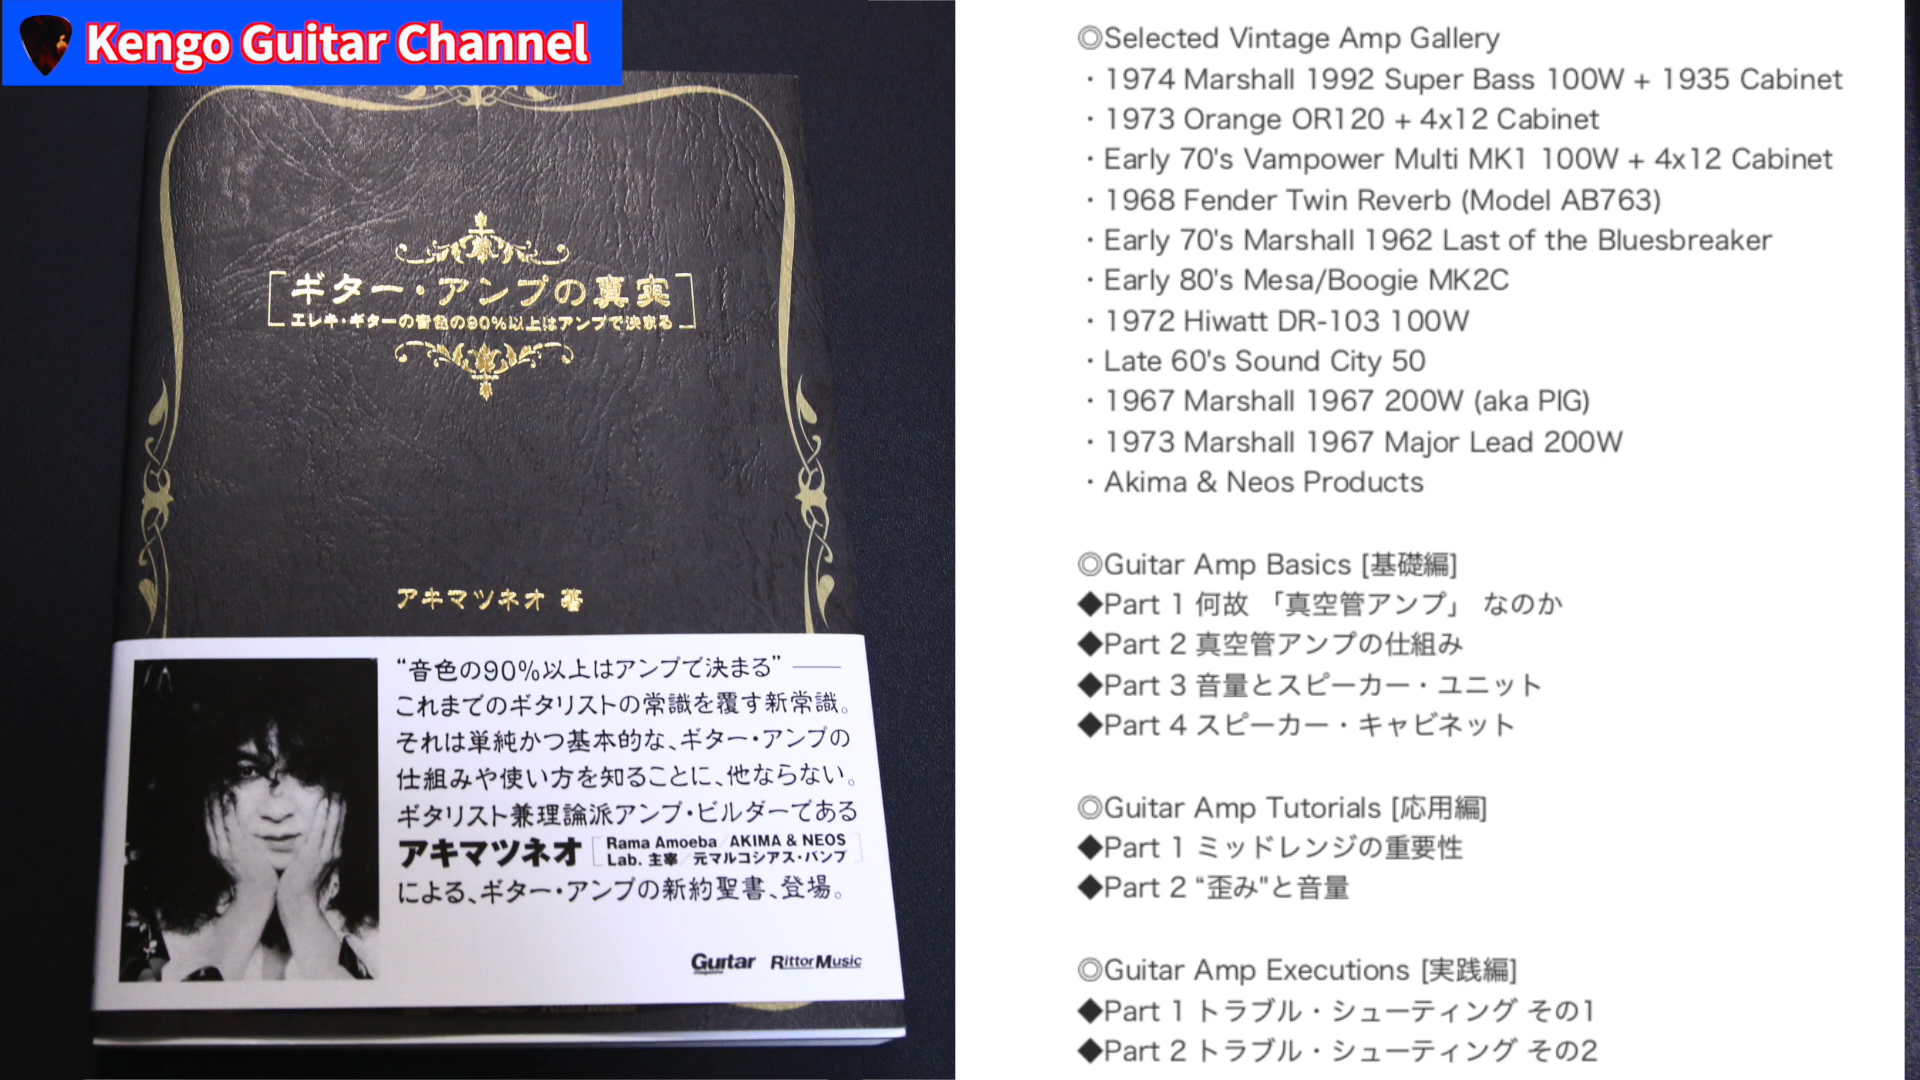 Kengo Guitar Channel
ギター・アンプの真実
エレキ・ギターの音色の90%以上はアンプで決まる
アキマツネオ 著
“音色の90%以上はアンプで決まる”——
これまでのギタリストの常識を覆す新常識。
それは単純かつ基本的な、ギター・アンプの
仕組みや使い方を知ることに、他ならない。
ギタリスト兼理論派アンプ・ビルダーである
アキマツネオ [Rama Amoeba/AKIMA & NEOS
Lab. 主宰/元マルコシアス・バンプ]
による、ギター・アンプの新約聖書、登場。
Guitar magazine RittorMusic
◎Selected Vintage Amp Gallery
・1974 Marshall 1992 Super Bass 100W + 1935 Cabinet
・1973 Orange OR120 + 4x12 Cabinet
・Early 70's Vampower Multi MK1 100W + 4x12 Cabinet
・1968 Fender Twin Reverb (Model AB763)
・Early 70's Marshall 1962 Last of the Bluesbreaker
・Early 80's Mesa/Boogie MK2C
・1972 Hiwatt DR-103 100W
・Late 60's Sound City 50
・1967 Marshall 1967 200W (aka PIG)
・1973 Marshall 1967 Major Lead 200W
・Akima & Neos Products
◎Guitar Amp Basics [基礎編]
◆Part 1 何故 「真空管アンプ」 なのか
◆Part 2 真空管アンプの仕組み
◆Part 3 音量とスピーカー・ユニット
◆Part 4 スピーカー・キャビネット
◎Guitar Amp Tutorials [応用編]
◆Part 1 ミッドレンジの重要性
◆Part 2 “歪み"と音量
◎Guitar Amp Executions [実践編]
◆Part 1 トラブル・シューティング その1
◆Part 2 トラブル・シューティング その2